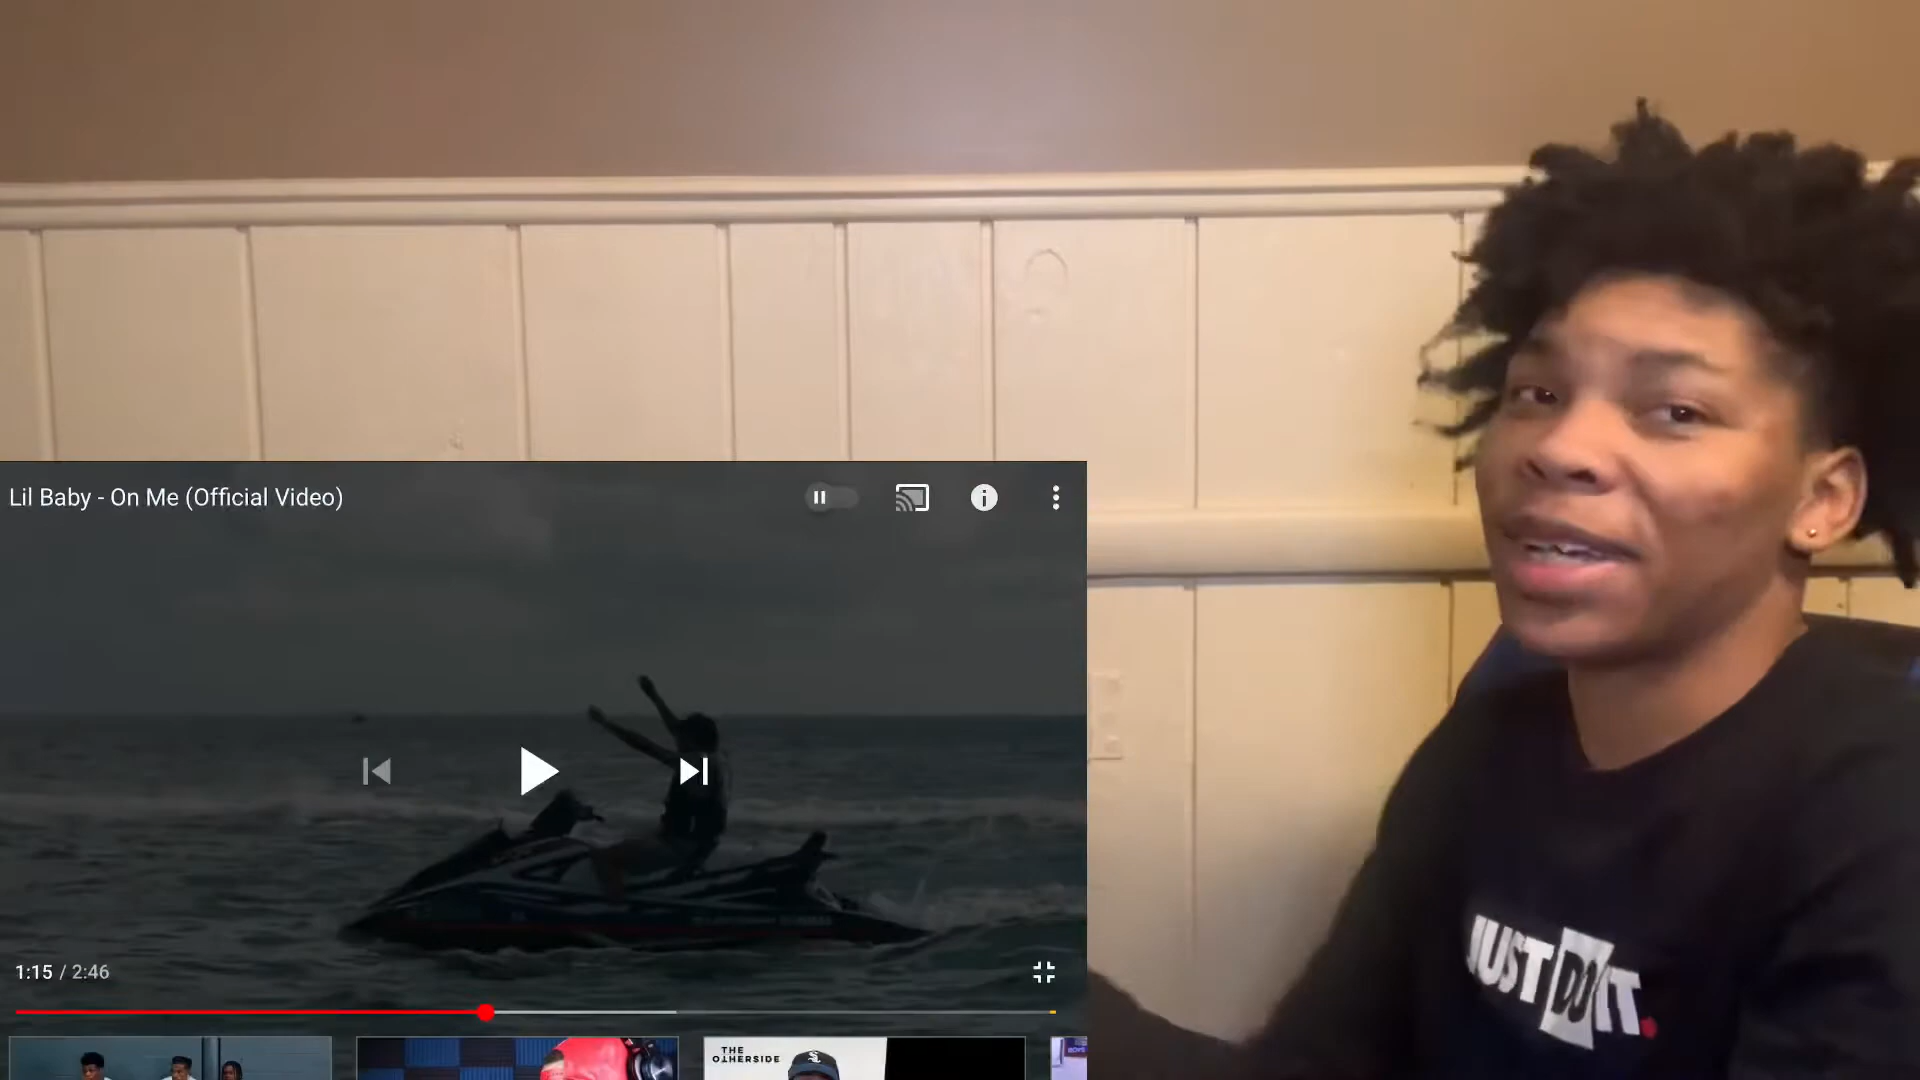 Lil Baby - On Me (Official Video)
1:15 / 2:46
THE
OTHERSIDE
JUST DO IT.